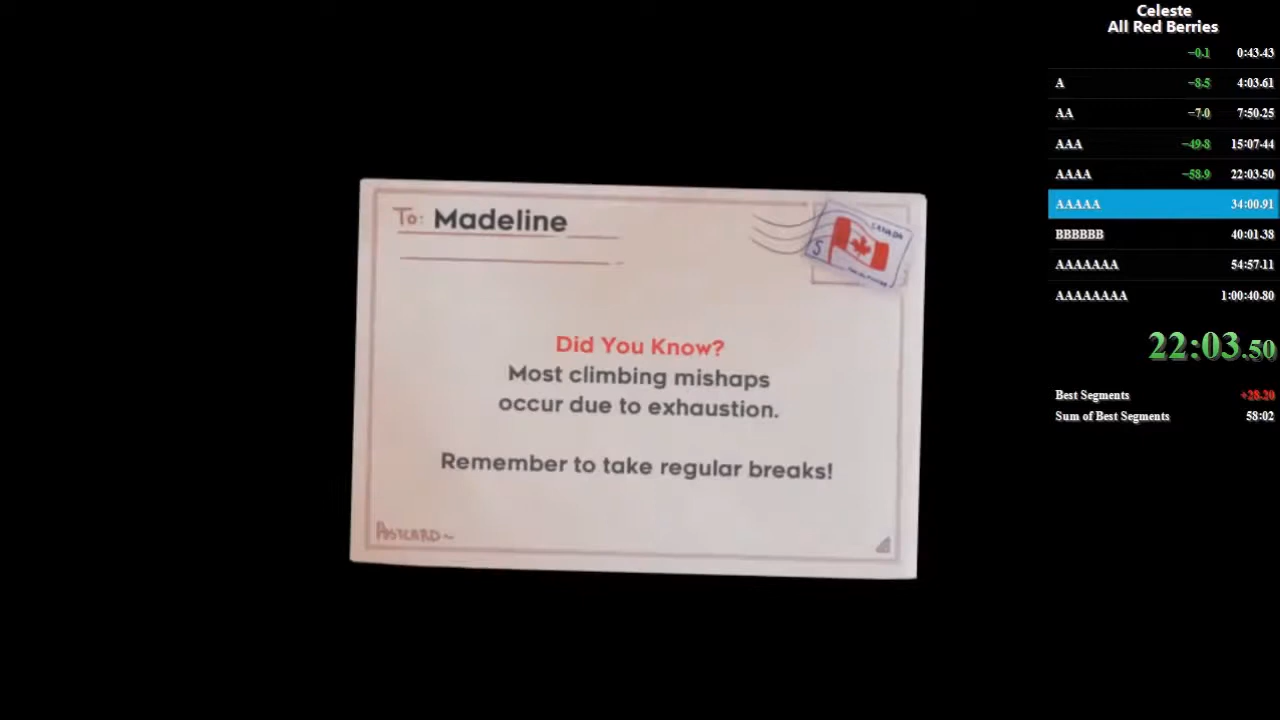 Celeste
All Red Berries
−0.1 0:43.43
A −8.5 4:03.61
AA −7.0 7:50.25
AAA −49.8 15:07.44
AAAA −58.9 22:03.50
AAAAA 34:00.91
BBBBBB 40:01.38
AAAAAAA 54:57.11
AAAAAAAA 1:00:40.80
22:03.50
Best Segments +28.20
Sum of Best Segments 58:02
To: Madeline
CANADA
5
Did You Know?
Most climbing mishaps
occur due to exhaustion.
Remember to take regular breaks!
POSTCARD~